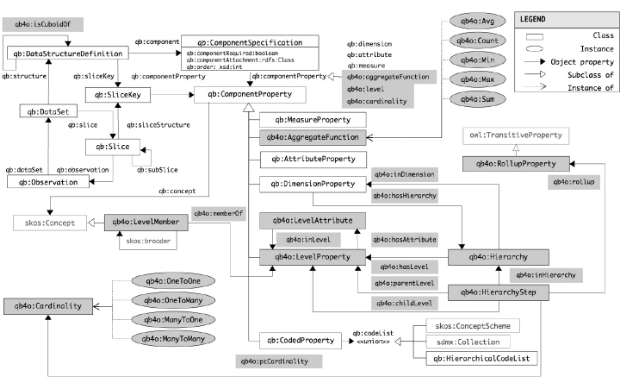 qb4o:isCuboidOf
qb:DataStructureDefinition
qb:component
qb:ComponentSpecification
qb:componentRequired:boolean
qb:componentAttachment:rdfs:Class
qb:order: xsd:int
qb:dimension
qb:attribute
qb:measure
qb4o:aggregateFunction
qb4o:level
qb4o:cardinality
qb4o:Avg
qb4o:Count
qb4o:Min
qb4o:Max
qb4o:Sum
LEGEND
Class
Instance
Object property
Subclass of
Instance of
qb:structure
qb:sliceKey
qb:componentProperty
qb:componentProperty
qb:SliceKey
qb:ComponentProperty
qb:DataSet
qb:slice
qb:sliceStructure
qb:MeasureProperty
qb4o:AggregateFunction
qb:AttributeProperty
qb:DimensionProperty
qb:Slice
qb:dataSet
qb:observation
qb:subSlice
qb:Observation
qb:concept
owl:TransitiveProperty
qb4o:RollupProperty
qb4o:rollup
qb4o:inDimension
qb4o:hasHierarchy
skos:Concept
qb4o:LevelMember
qb4o:memberOf
skos:broader
qb4o:LevelAttribute
qb4o:inLevel
qb4o:hasAttribute
qb4o:LevelProperty
qb4o:hasLevel
qb4o:parentLevel
qb4o:childLevel
qb4o:Hierarchy
qb4o:inHierarchy
qb4o:HierarchyStep
qb4o:Cardinality
qb4o:OneToOne
qb4o:OneToMany
qb4o:ManyToOne
qb4o:ManyToMany
qb:CodedProperty
qb:codeList
<<union>>
skos:ConceptScheme
sdmx:Collection
qb:HierarchicalCodeList
qb4o:pcCardinality